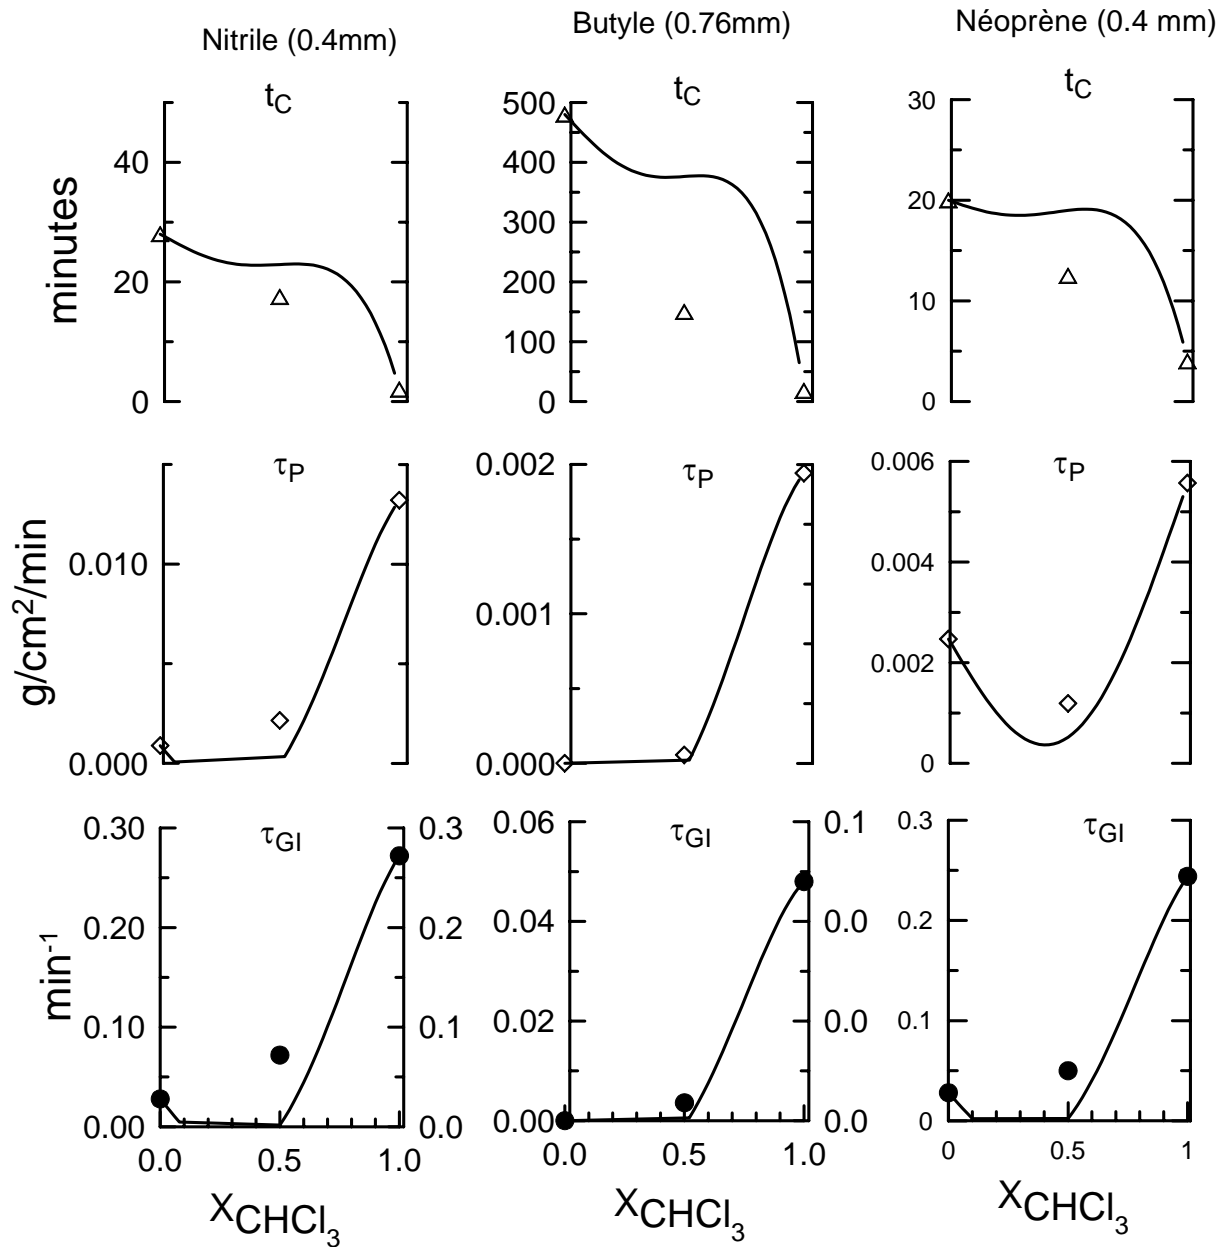 Nitrile (0.4mm)
Butyle (0.76mm)
Néoprène (0.4 mm)
t_C
t_C
t_C
minutes
40
20
0
500
400
300
200
100
0
30
20
10
0
τ_P
τ_P
τ_P
g/cm²/min
0.010
0.000
0.002
0.001
0.000
0.006
0.004
0.002
0
τ_GI
τ_GI
τ_GI
min⁻¹
0.30
0.20
0.10
0.00
0.3
0.2
0.1
0.0
0.06
0.04
0.02
0.00
0.1
0.0
0.0
0.0
0.3
0.2
0.1
0
0.0 0.5 1.0
0.0 0.5 1.0
0 0.5 1
X_CHCl₃
X_CHCl₃
X_CHCl₃